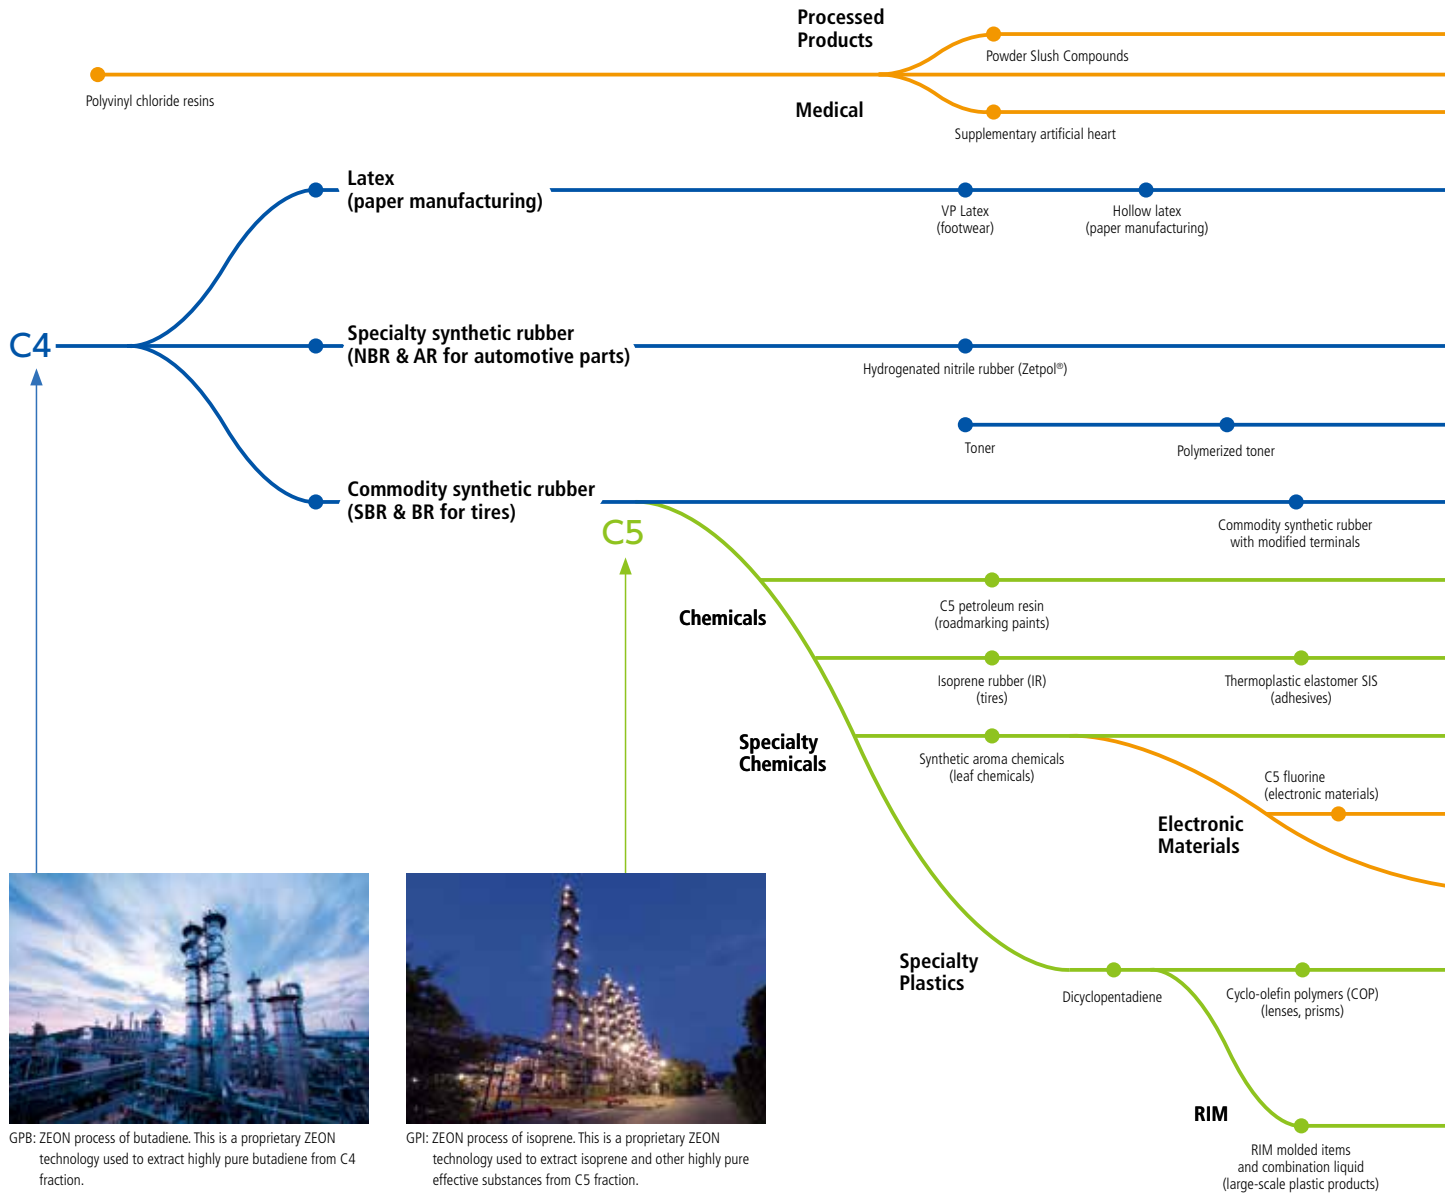 Processed
Products
Powder Slush Compounds
Polyvinyl chloride resins
Medical
Supplementary artificial heart
Latex
(paper manufacturing)
VP Latex
(footwear)
Hollow latex
(paper manufacturing)
C4
Specialty synthetic rubber
(NBR & AR for automotive parts)
Hydrogenated nitrile rubber (Zetpol®)
Toner
Polymerized toner
Commodity synthetic rubber
(SBR & BR for tires)
C5
Commodity synthetic rubber
with modified terminals
Chemicals
C5 petroleum resin
(roadmarking paints)
Isoprene rubber (IR)
(tires)
Thermoplastic elastomer SIS
(adhesives)
Specialty
Chemicals
Synthetic aroma chemicals
(leaf chemicals)
C5 fluorine
(electronic materials)
Electronic
Materials
Specialty
Plastics
Dicyclopentadiene
Cyclo-olefin polymers (COP)
(lenses, prisms)
RIM
RIM molded items
and combination liquid
(large-scale plastic products)
GPB: ZEON process of butadiene. This is a proprietary ZEON
technology used to extract highly pure butadiene from C4
fraction.
GPI: ZEON process of isoprene. This is a proprietary ZEON
technology used to extract isoprene and other highly pure
effective substances from C5 fraction.